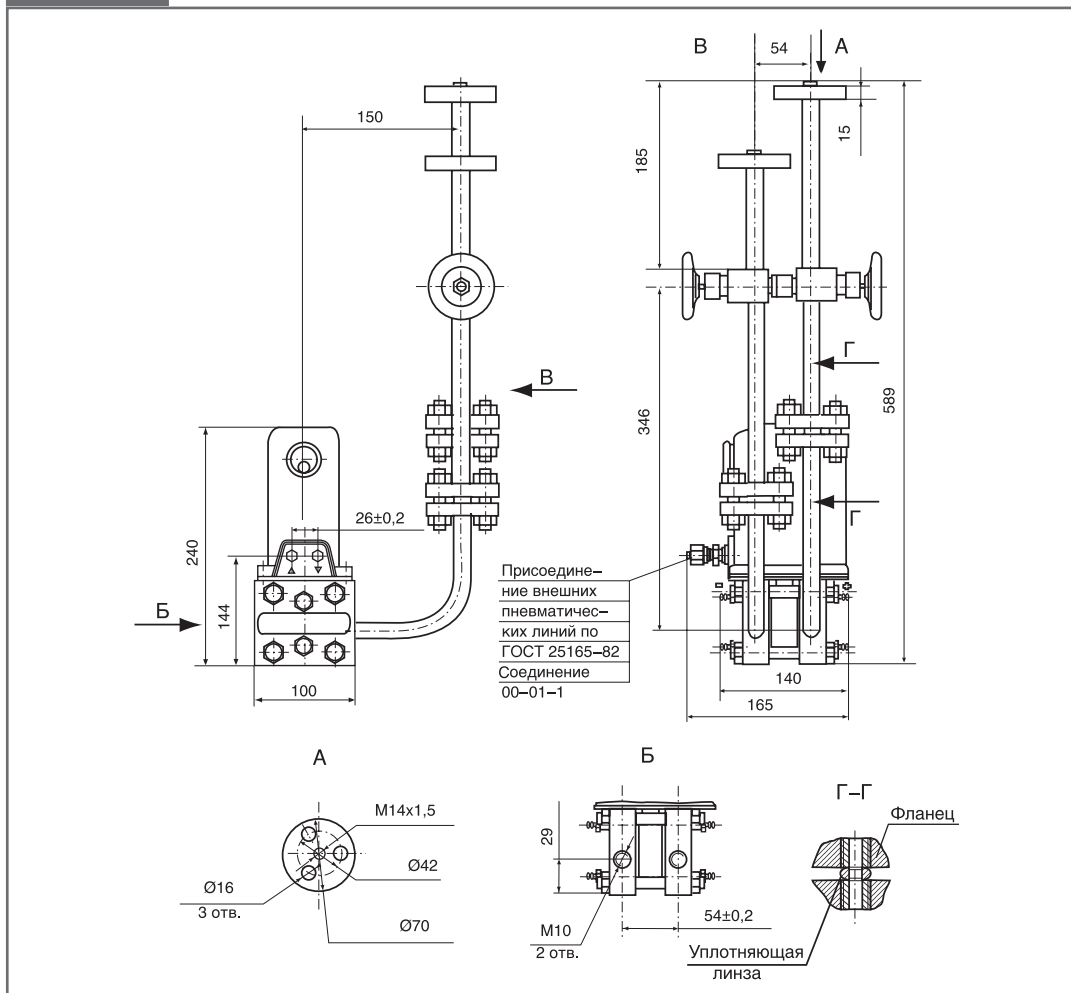 150
В
26±0,2
240
144
Б
100
В
54
А
15
185
346
589
Г
Г
Присоедине–
ние внешних
пневматичес–
ких линий по
ГОСТ 25165–82
Соединение
00–01–1
140
165
А
М14х1,5
Ø42
Ø16
3 отв.
Ø70
Б
29
М10
2 отв.
54±0,2
Г–Г
Фланец
Уплотняющая
линза